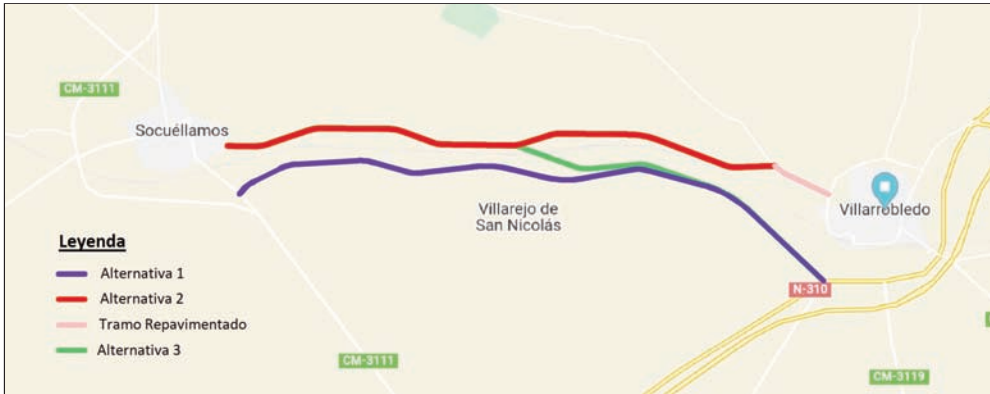 CM-3111
Socuéllamos
Villarejo de
San Nicolás
Villarrobledo
N-310
CM-3111
CM-3119
Leyenda
Alternativa 1
Alternativa 2
Tramo Repavimentado
Alternativa 3